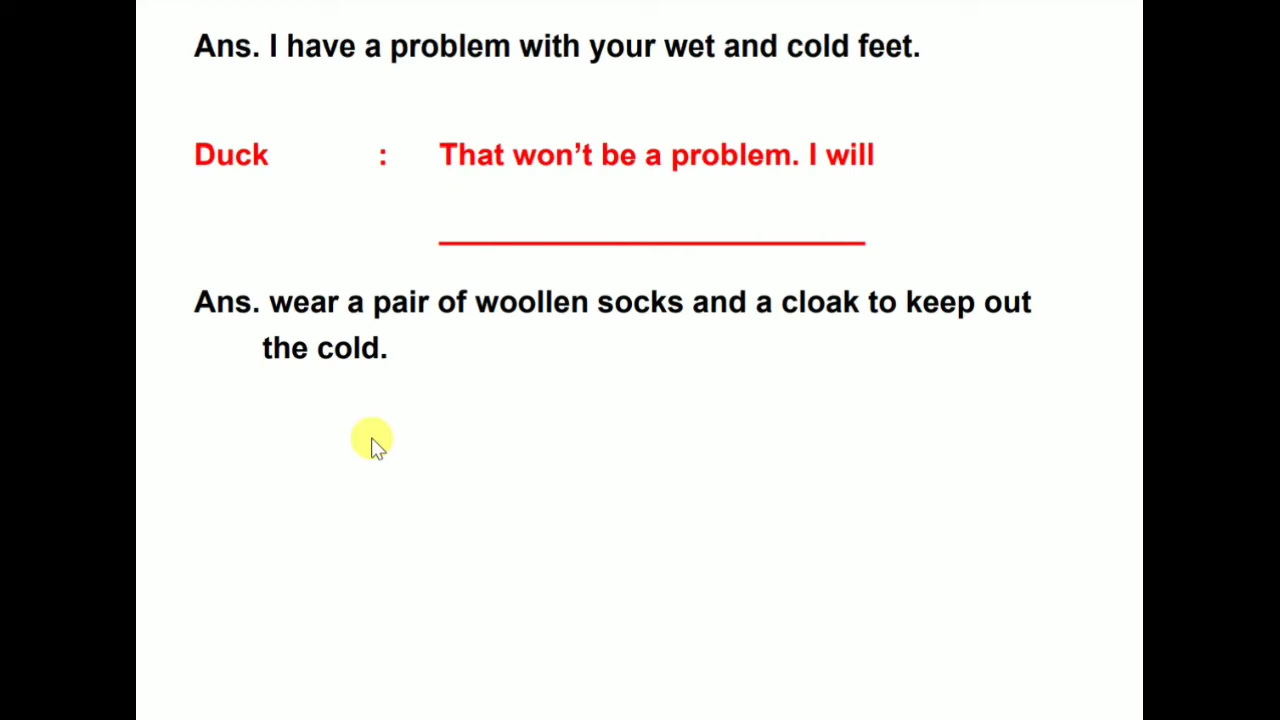 Ans. I have a problem with your wet and cold feet.
Duck : That won’t be a problem. I will
Ans. wear a pair of woollen socks and a cloak to keep out
the cold.